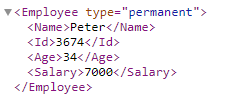 <Employee type="permanent">
<Name>Peter</Name>
<Id>3674</Id>
<Age>34</Age>
<Salary>7000</Salary>
</Employee>